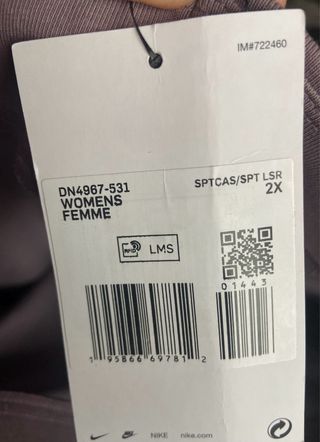 IM#722460
DN4967-531
WOMENS
FEMME
SPTCAS/SPT LSR
2X
RFID
LMS
01443
1 95866 69781 2
NIKE nike.com